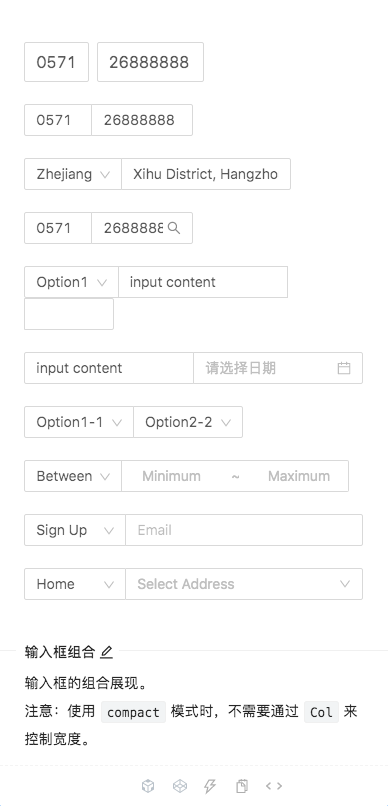 0571 26888888
0571 26888888
Zhejiang Xihu District, Hangzho
0571 2688888
Option1 input content
input content 请选择日期
Option1-1 Option2-2
Between Minimum ~ Maximum
Sign Up Email
Home Select Address
输入框组合
输入框的组合展现。
注意：使用 compact 模式时，不需要通过 Col 来
控制宽度。